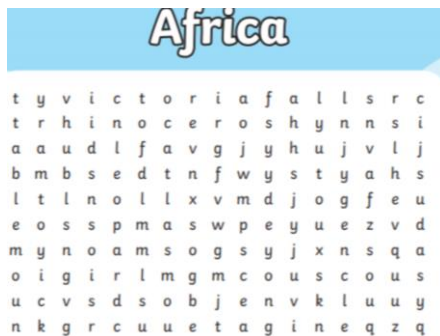 Africa
t y v i c t o r i a f a l l s r c
t r h i n o c e r o s h y n n s i
a a u d l f a v g j y h u j v l j
b m b s e d t n f w y s t y a h s
l t l n o l l x v m d j o g f e u
e o s s p m a s w p e y u e z v d
m y n o a m s o g s y j x n s q a
o i g i r l m g m c o u s c o u s
u c v s d s o b j e n v k l u u y
n k g r c u u e t a g i n e q z q